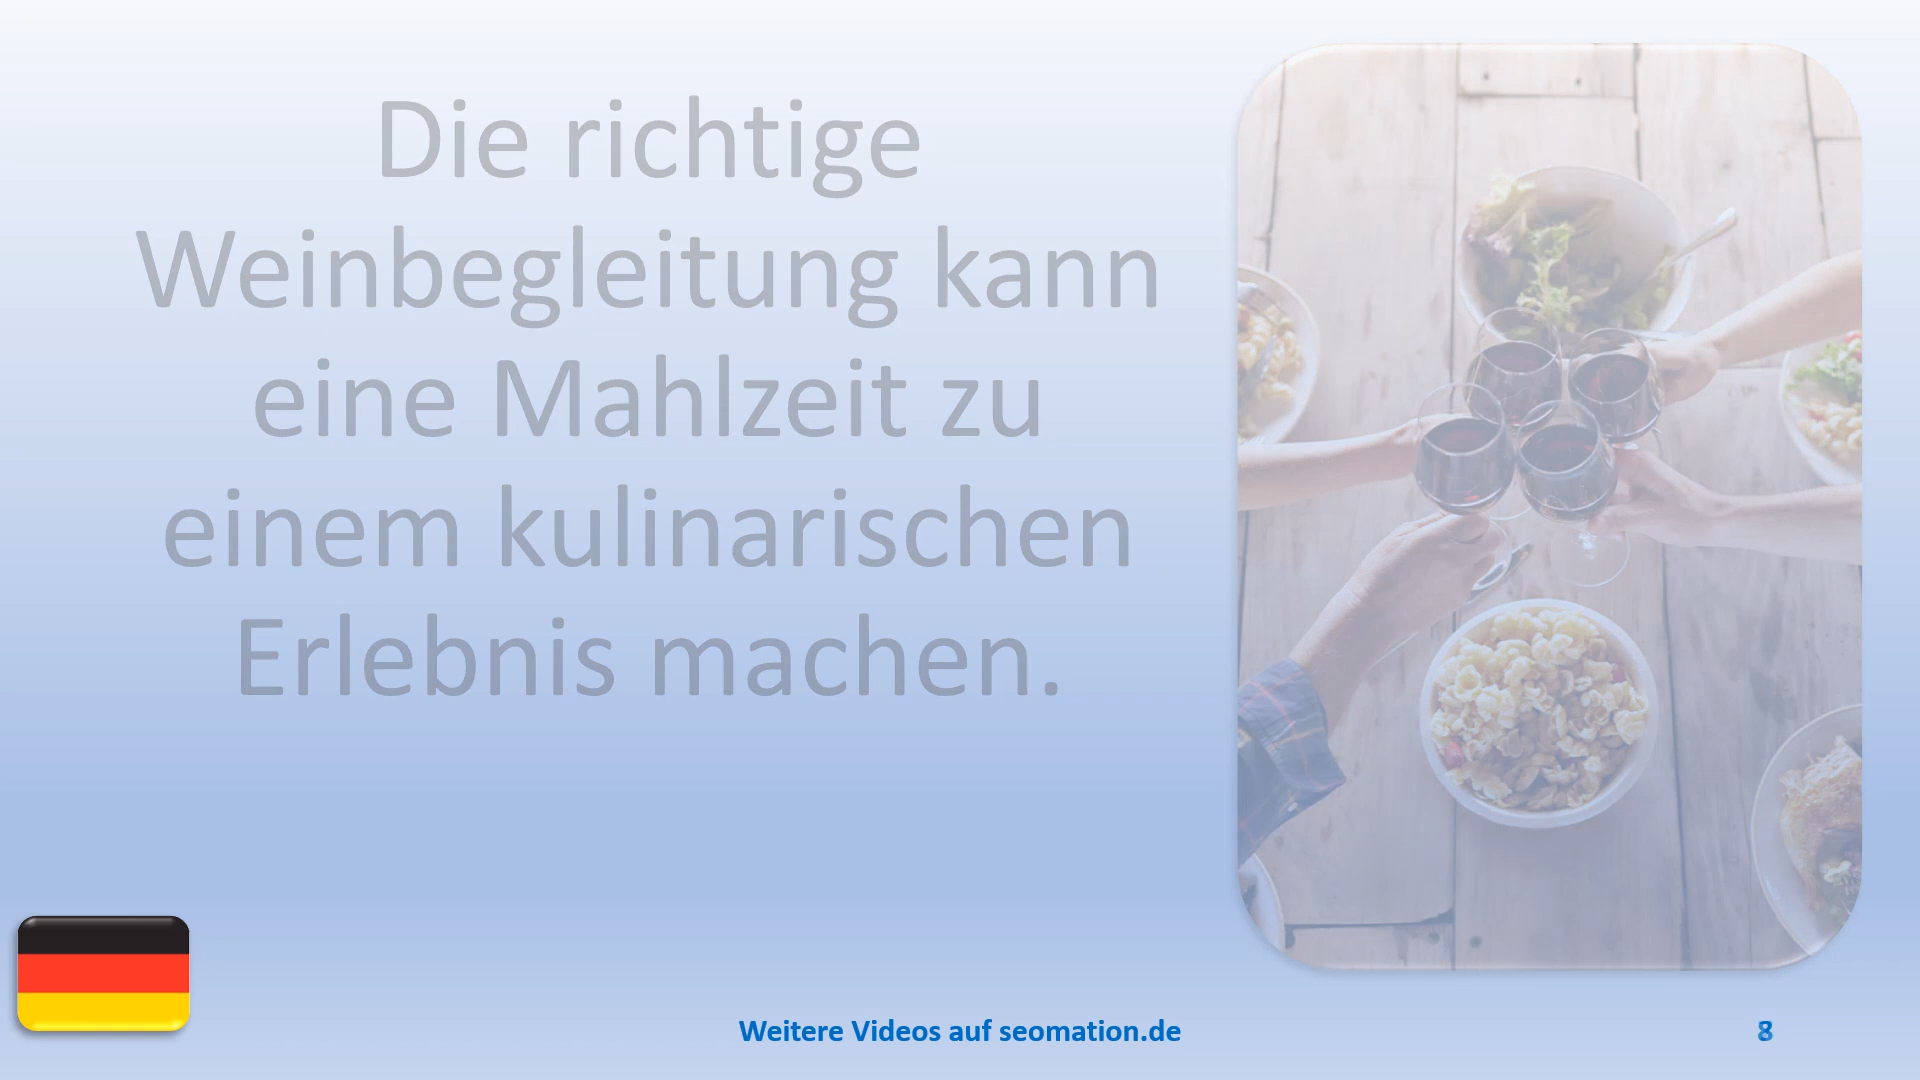 Die richtige
Weinbegleitung kann
eine Mahlzeit zu
einem kulinarischen
Erlebnis machen.
Weitere Videos auf seomation.de
8